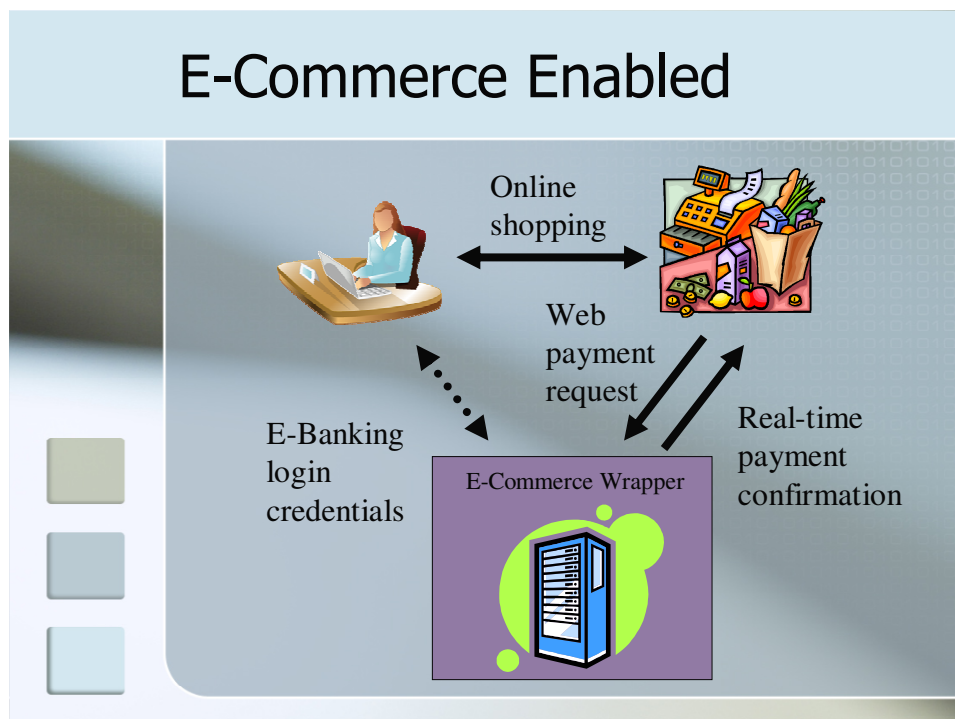 E-Commerce Enabled
Online
shopping
Web
payment
request
Real-time
payment
confirmation
E-Banking
login
credentials
E-Commerce Wrapper